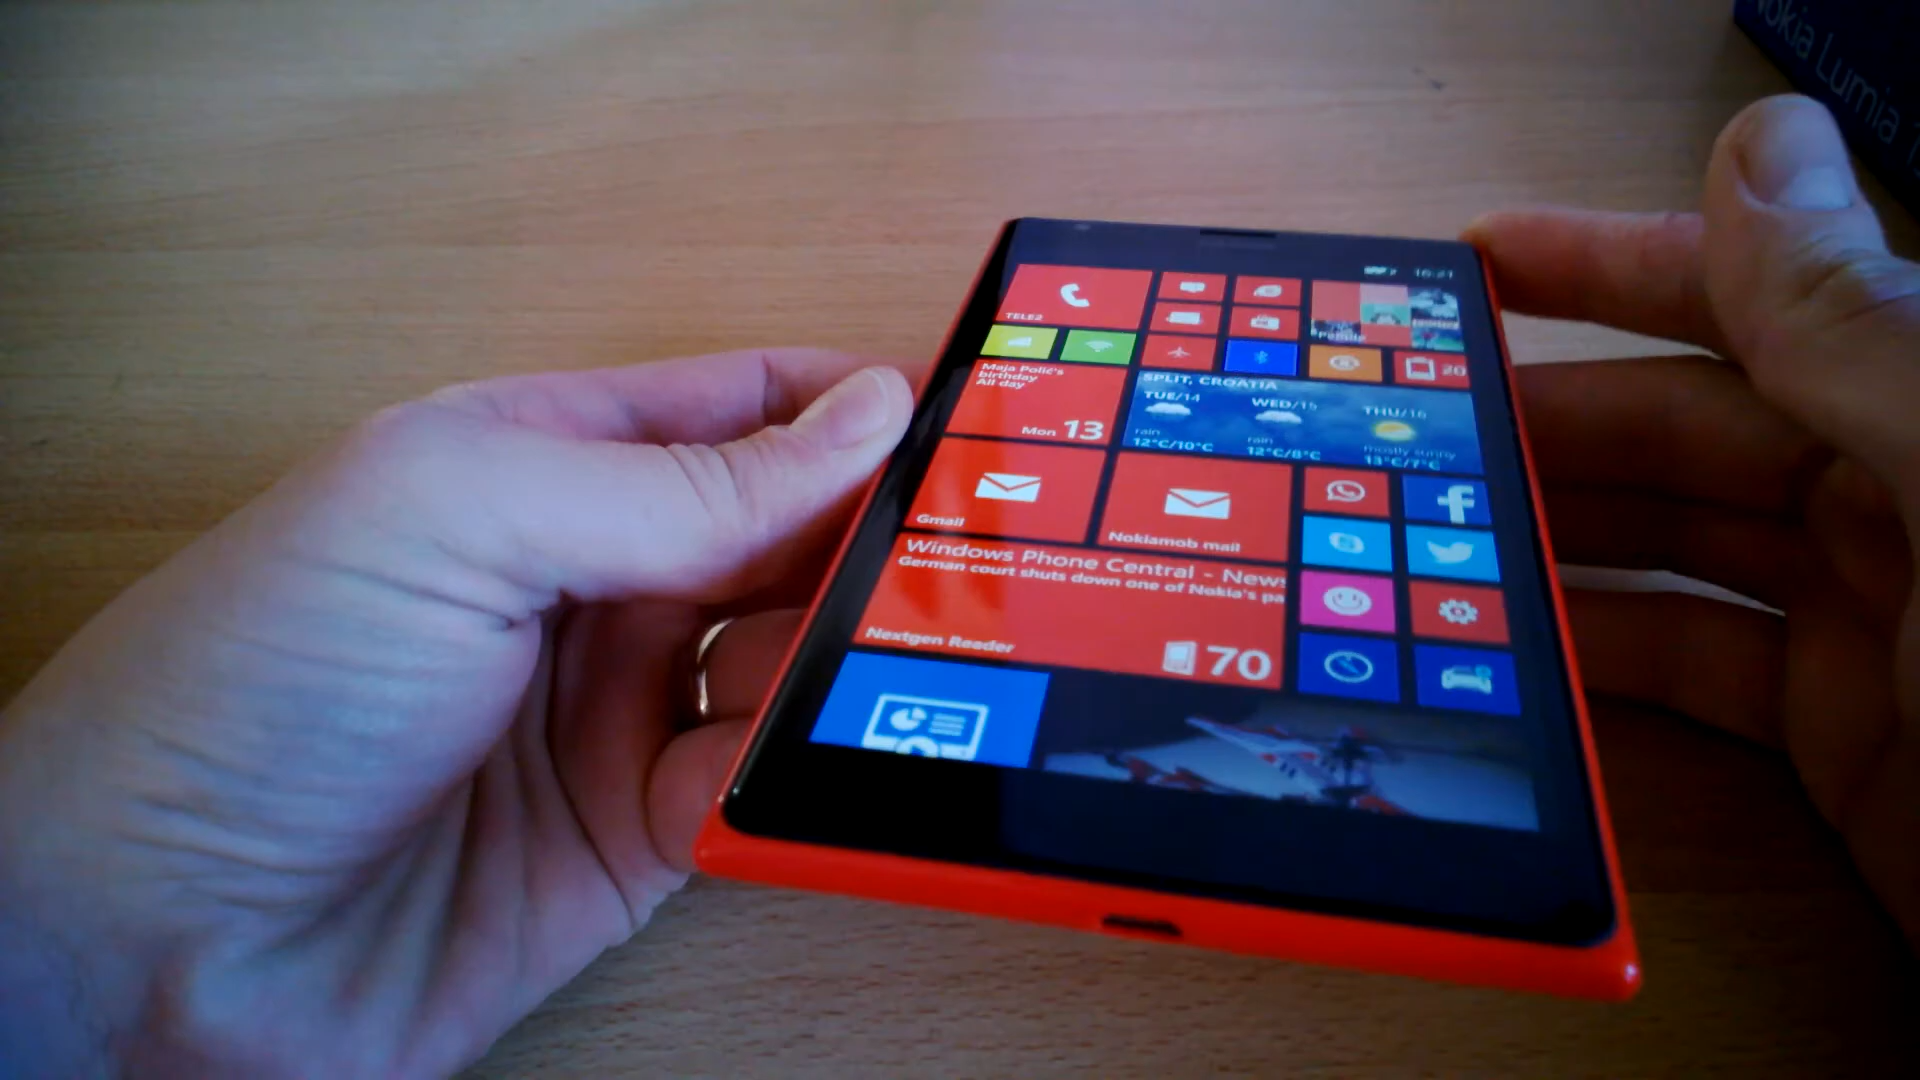 Nokia Lumia
16:21
TELE2
People
20
Maja Polić's
birthday
All day
Mon 13
SPLIT, CROATIA
TUE/14
WED/15
THU/16
rain
rain
mostly sunny
12°C/10°C
12°C/8°C
13°C/7°C
Gmail
Nokiamob mail
Windows Phone Central - News
German court shuts down one of Nokia's pa
Nextgen Reader
70